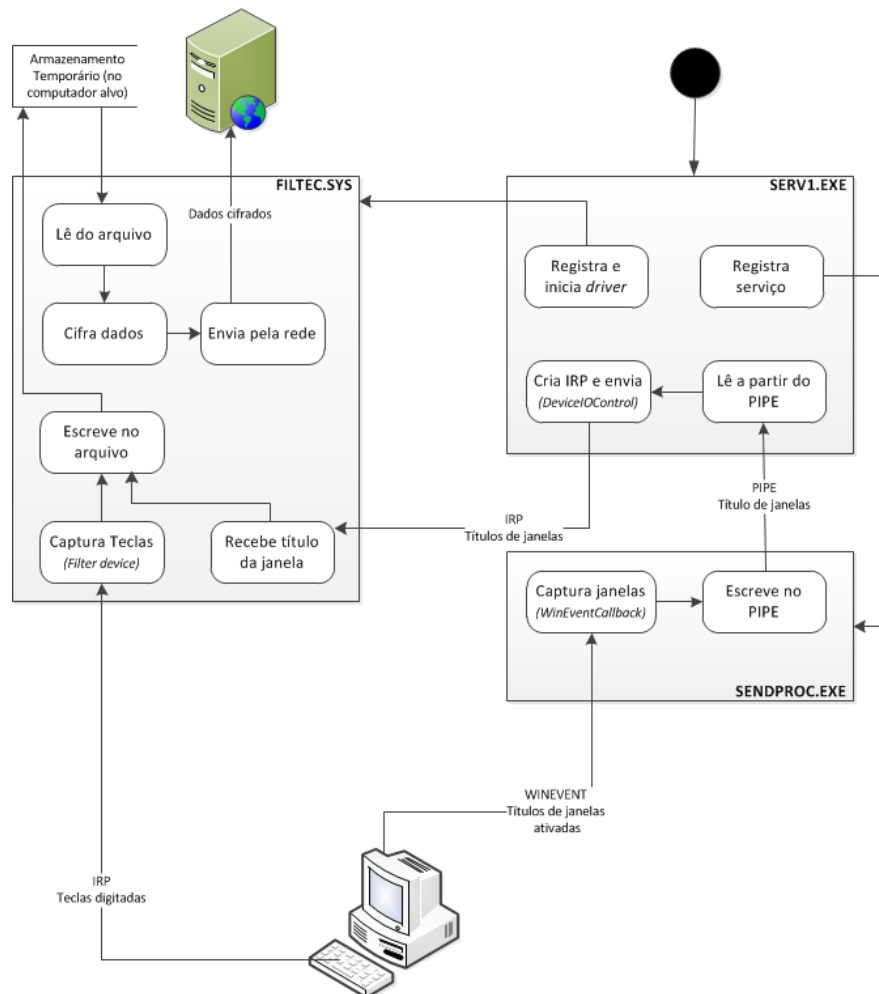 Armazenamento
Temporário (no
computador alvo)
FILTEC.SYS
Lê do arquivo
Dados cifrados
Cifra dados
Envia pela rede
Escreve no
arquivo
Captura Teclas
(Filter device)
Recebe título
da janela
SERV1.EXE
Registra e
inicia driver
Registra
serviço
Cria IRP e envia
(DeviceIOControl)
Lê a partir do
PIPE
IRP
Títulos de janelas
PIPE
Título de janelas
Captura janelas
(WinEventCallback)
Escreve no
PIPE
SENDPROC.EXE
WINEVENT
Títulos de janelas
ativadas
IRP
Teclas digitadas